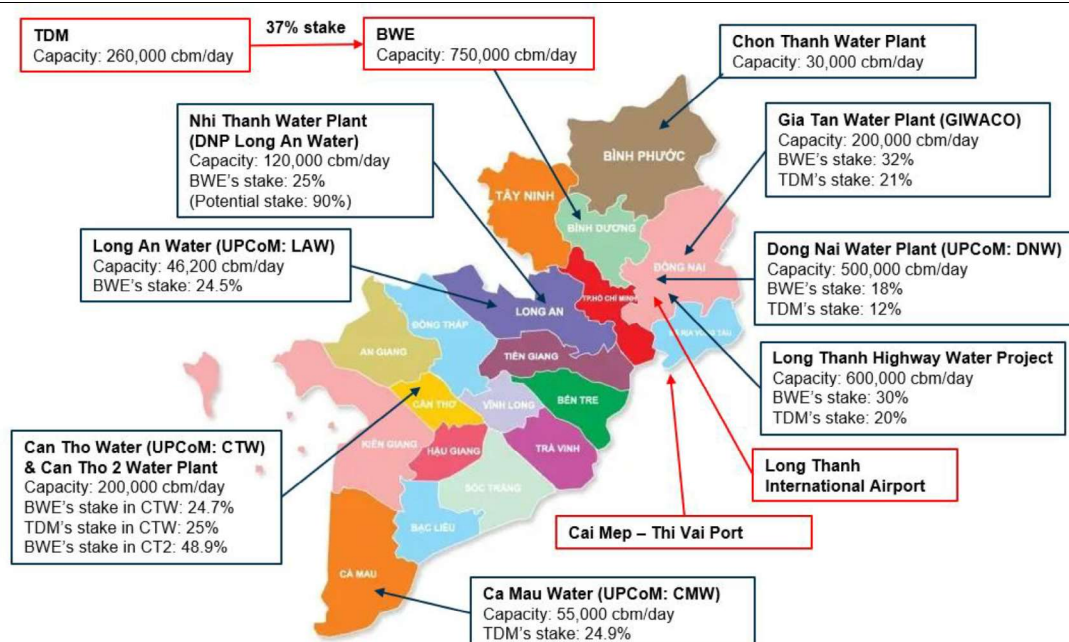 TDM
Capacity: 260,000 cbm/day
37% stake
BWE
Capacity: 750,000 cbm/day
Chon Thanh Water Plant
Capacity: 30,000 cbm/day
Nhi Thanh Water Plant
(DNP Long An Water)
Capacity: 120,000 cbm/day
BWE's stake: 25%
(Potential stake: 90%)
Gia Tan Water Plant (GIWACO)
Capacity: 200,000 cbm/day
BWE's stake: 32%
TDM's stake: 21%
Long An Water (UPCoM: LAW)
Capacity: 46,200 cbm/day
BWE's stake: 24.5%
Dong Nai Water Plant (UPCoM: DNW)
Capacity: 500,000 cbm/day
BWE's stake: 18%
TDM's stake: 12%
Long Thanh Highway Water Project
Capacity: 600,000 cbm/day
BWE's stake: 30%
TDM's stake: 20%
Can Tho Water (UPCoM: CTW)
& Can Tho 2 Water Plant
Capacity: 200,000 cbm/day
BWE's stake in CTW: 24.7%
TDM's stake in CTW: 25%
BWE's stake in CT2: 48.9%
Long Thanh
International Airport
Cai Mep – Thi Vai Port
Ca Mau Water (UPCoM: CMW)
Capacity: 55,000 cbm/day
TDM's stake: 24.9%
BÌNH PHƯỚC
TÂY NINH
BÌNH DƯƠNG
ĐỒNG NAI
TP.HỒ CHÍ MINH
BÀ RỊA VŨNG TÀU
LONG AN
ĐỒNG THÁP
AN GIANG
TIỀN GIANG
CẦN THƠ
VĨNH LONG
BẾN TRE
KIÊN GIANG
HẬU GIANG
TRÀ VINH
SÓC TRĂNG
BẠC LIÊU
CÀ MAU